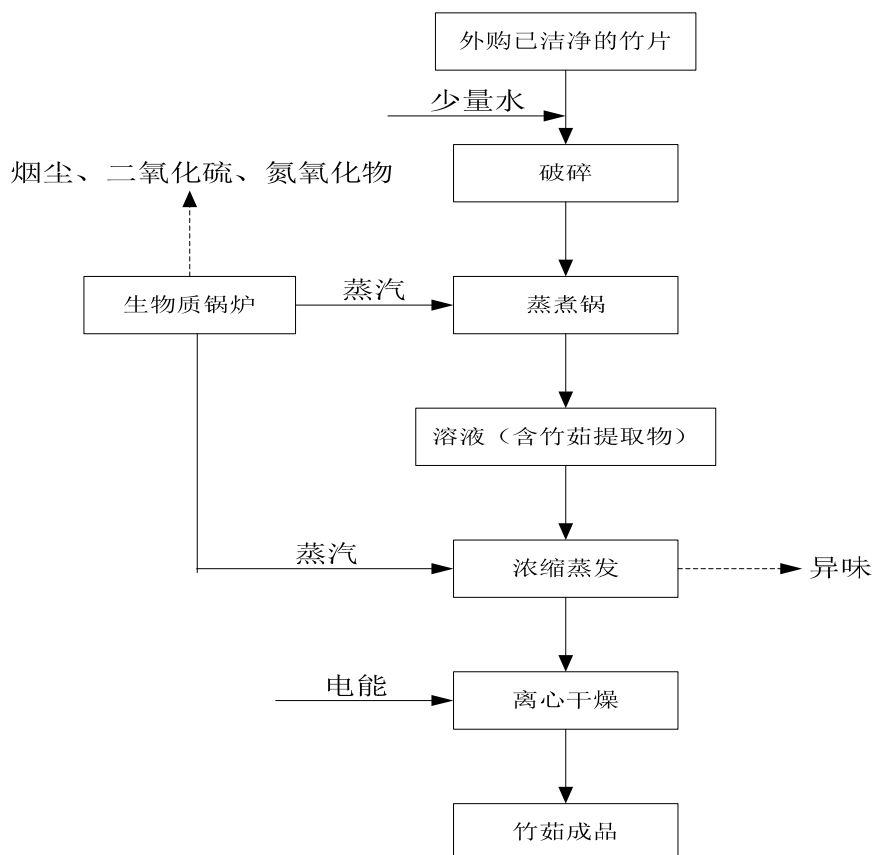 外购已洁净的竹片
少量水
破碎
烟尘、二氧化硫、氮氧化物
生物质锅炉
蒸汽
蒸煮锅
溶液（含竹茹提取物）
蒸汽
浓缩蒸发
异味
电能
离心干燥
竹茹成品